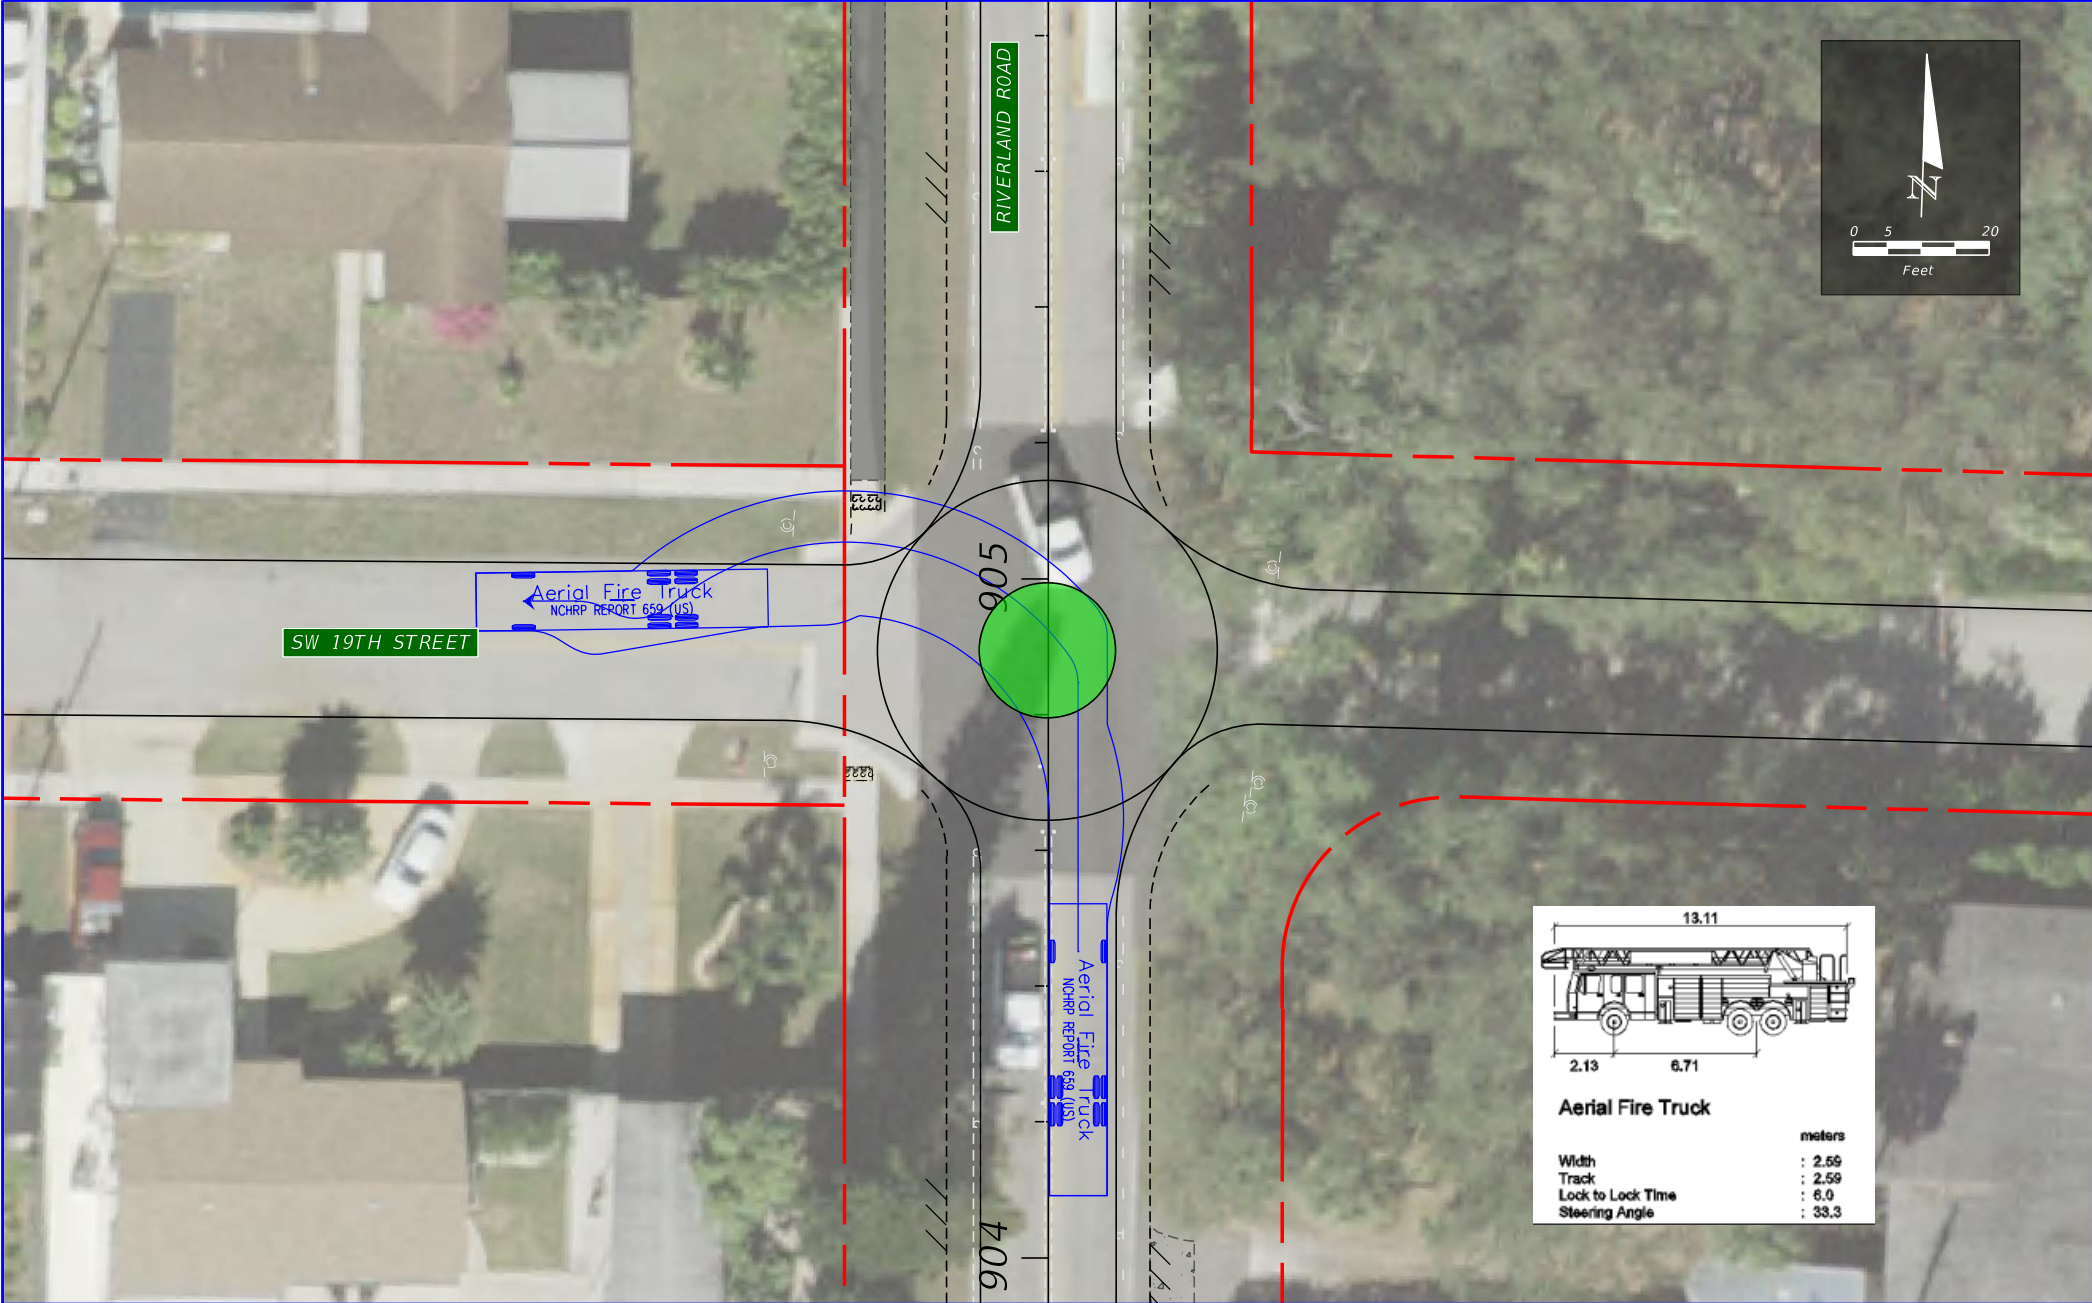 RIVERLAND ROAD
0 5 20
Feet
N
905
Aerial Fire Truck
NCHRP REPORT 659 (US)
SW 19TH STREET
Aerial Fire Truck
NCHRP REPORT 659 (US)
904
13.11
2.13 6.71
Aerial Fire Truck
meters
Width : 2.59
Track : 2.59
Lock to Lock Time : 6.0
Steering Angle : 33.3